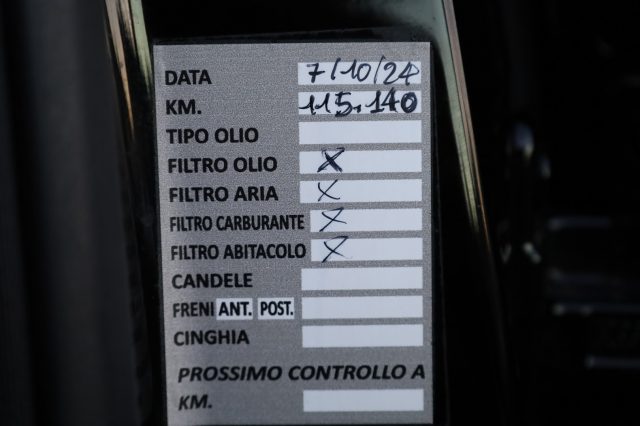 DATA 7/10/24
KM. 115.140
TIPO OLIO
FILTRO OLIO X
FILTRO ARIA X
FILTRO CARBURANTE X
FILTRO ABITACOLO X
CANDELE
FRENI ANT. POST.
CINGHIA
PROSSIMO CONTROLLO A
KM.